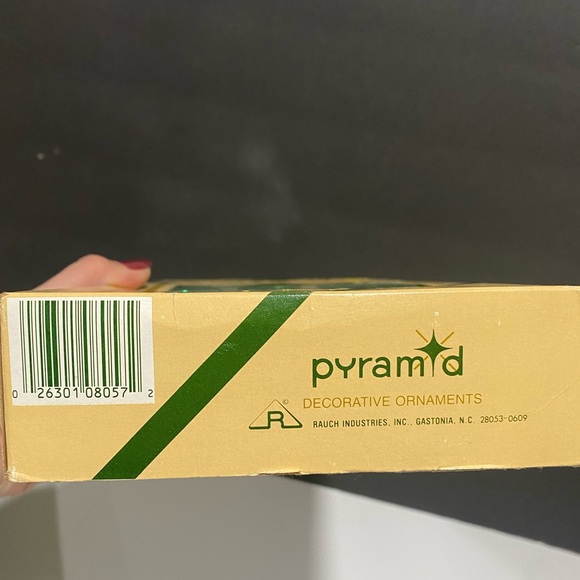 0 26301 08057 2
pyramid
© DECORATIVE ORNAMENTS
R
RAUCH INDUSTRIES, INC., GASTONIA, N.C. 28053-0609